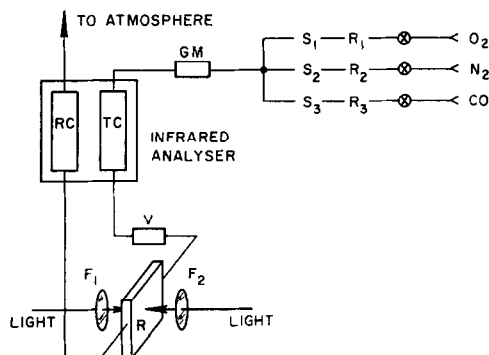 TO ATMOSPHERE
GM
S1 R1 O2
S2 R2 N2
S3 R3 CO
RC TC
INFRARED
ANALYSER
V
F1 F2
R
LIGHT LIGHT